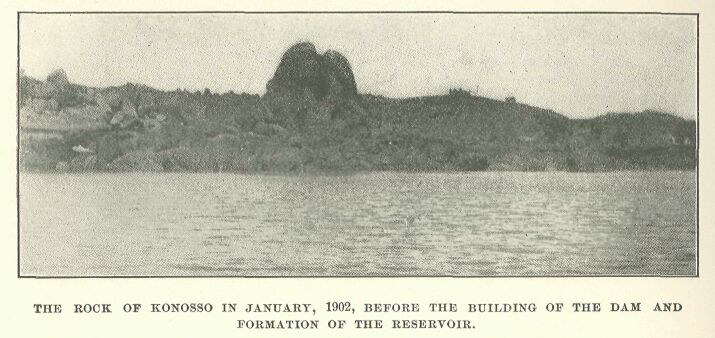 THE ROCK OF KONOSSO IN JANUARY, 1902, BEFORE THE BUILDING OF THE DAM AND
FORMATION OF THE RESERVOIR.